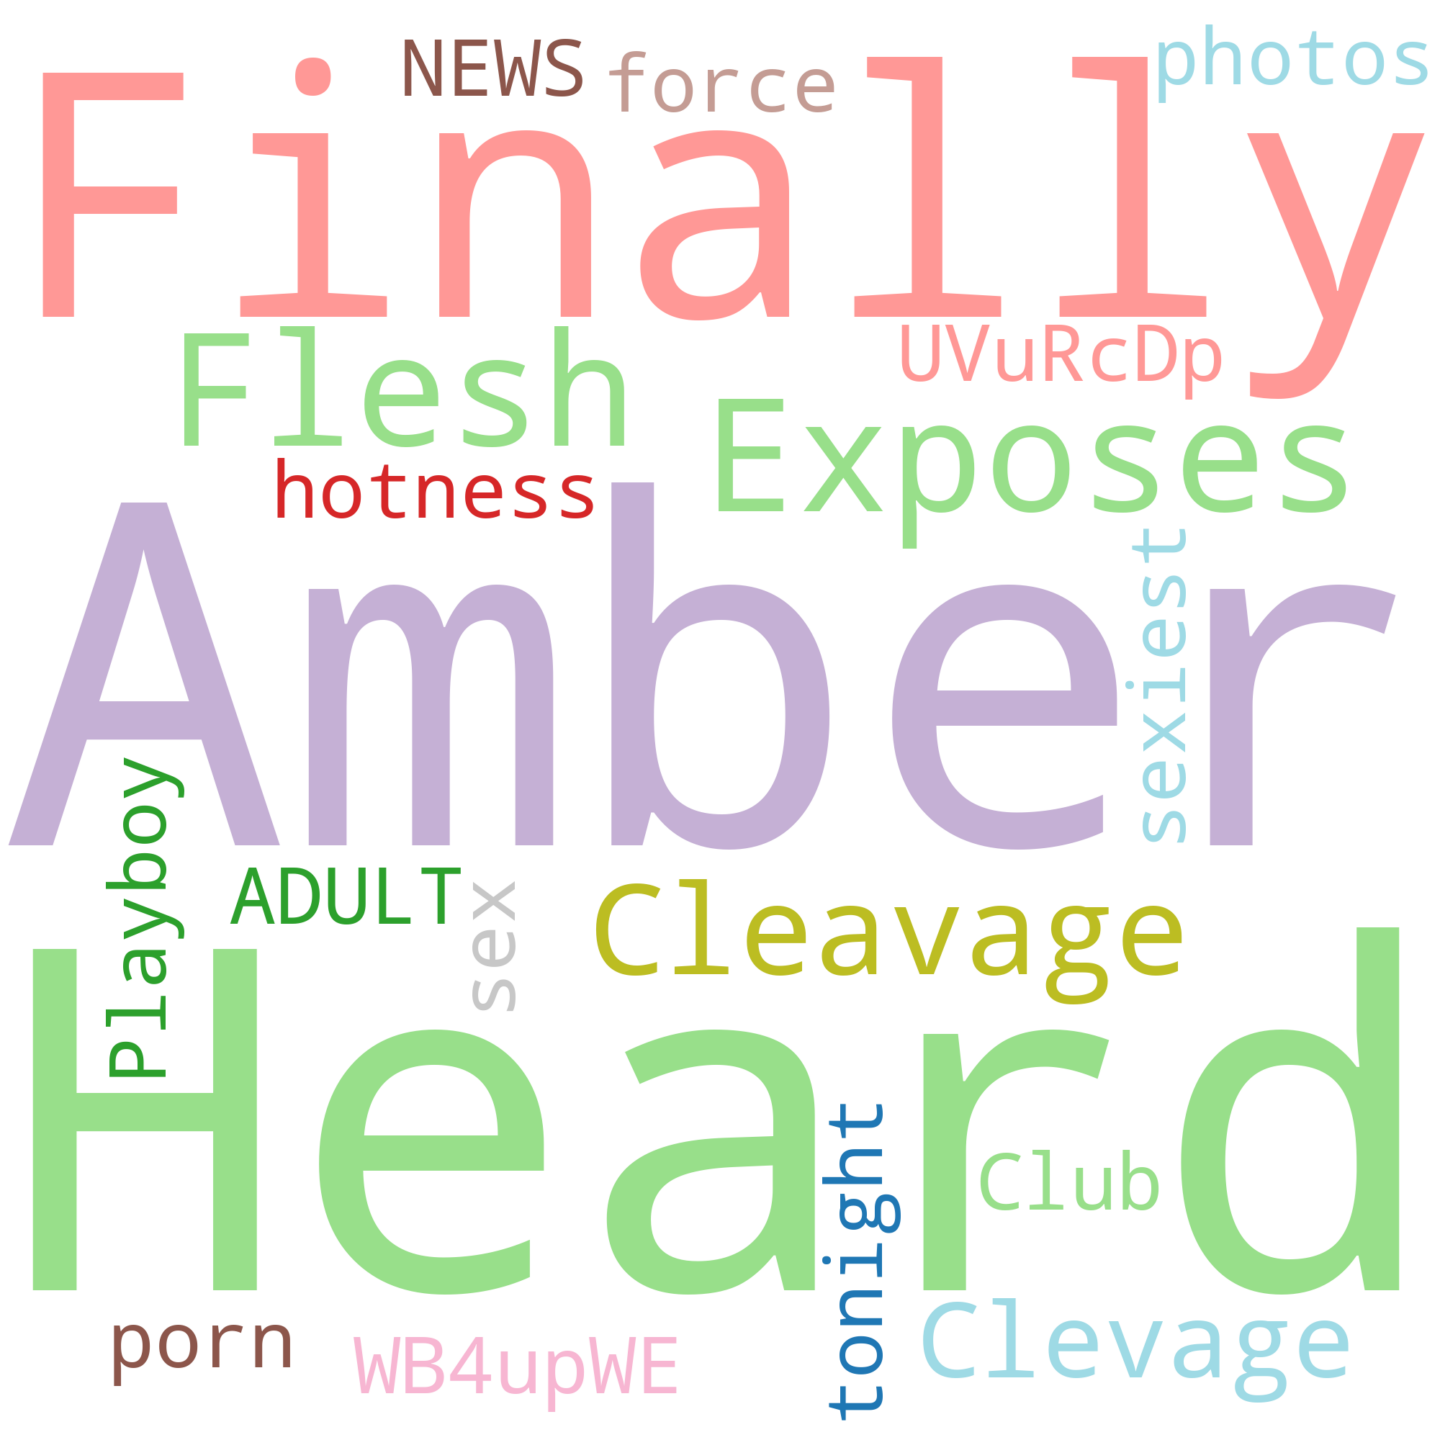 NEWS
force
photos
Finally
Flesh
UVuRcDp
Exposes
hotness
Amber
sexiest
Playboy
ADULT
sex
Cleavage
Heard
tonight
Club
porn
WB4upWE
Clevage